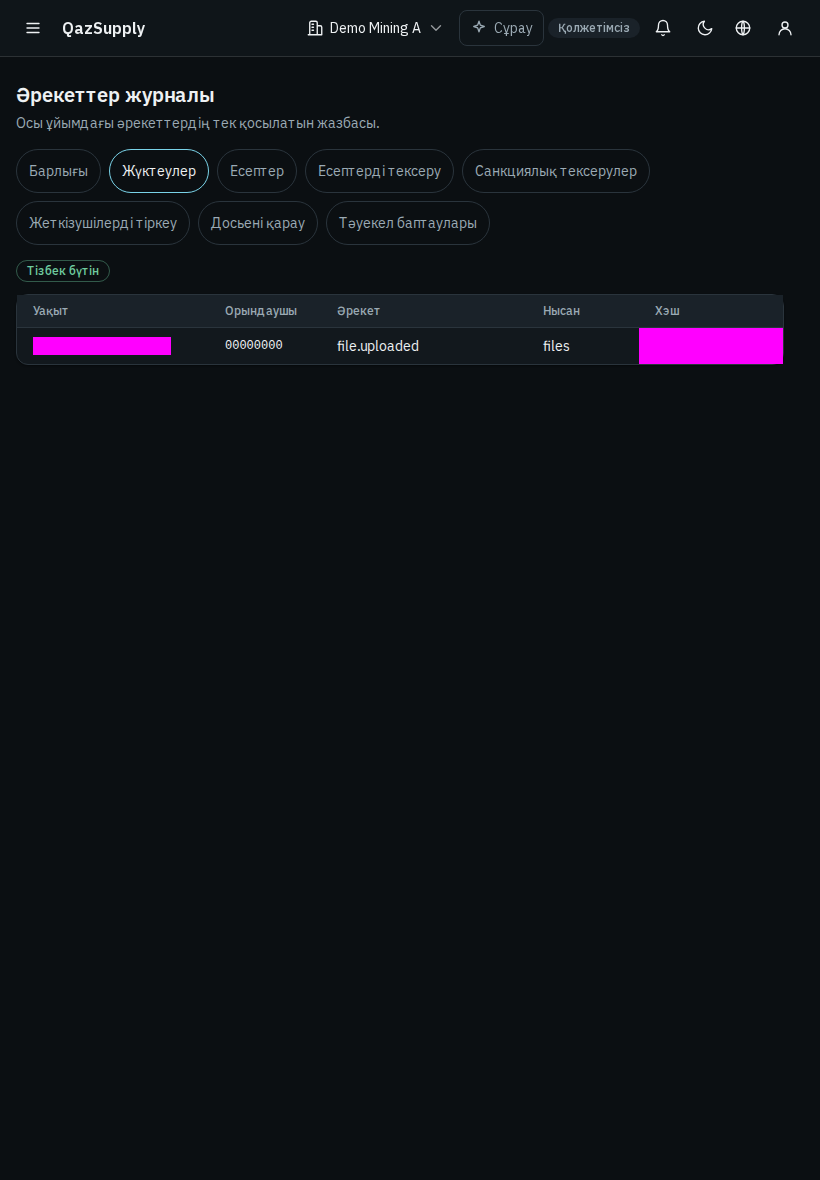 QazSupply
Demo Mining A
Сұрау
Қолжетімсіз
Әрекеттер журналы
Осы ұйымдағы әрекеттердің тек қосылатын жазбасы.
Барлығы
Жүктеулер
Есептер
Есептерді тексеру
Санкциялық тексерулер
Жеткізушілерді тіркеу
Досьені қарау
Тәуекел баптаулары
Тізбек бүтін
Уақыт Орындаушы Әрекет Нысан Хэш
00000000 file.uploaded files